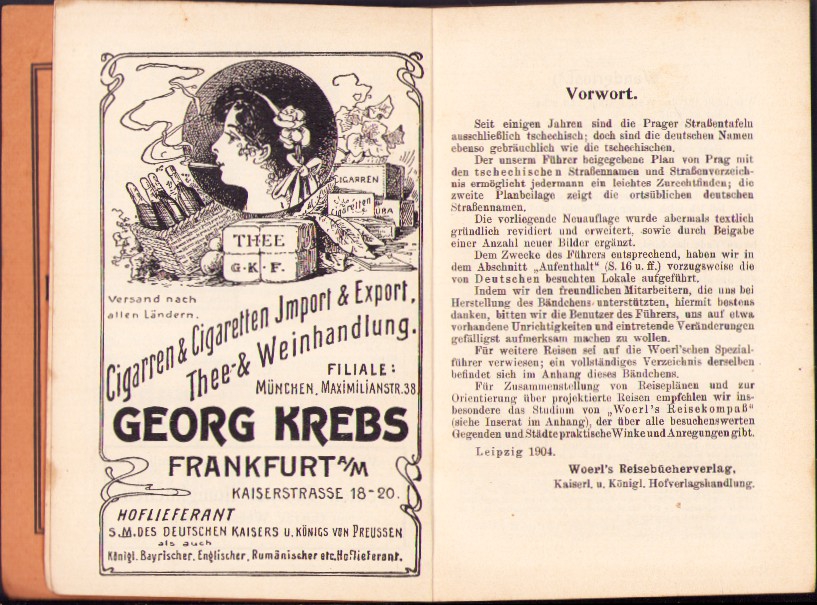 CIGARREN
Cigaretten
URA
THEE
G·K·F.
Versand nach
allen Ländern.
Cigarren & Cigaretten Jmport & Export,
Thee- & Weinhandlung.
FILIALE:
MÜNCHEN, MAXIMILIANSTR. 38
GEORG KREBS
FRANKFURT A/M
KAISERSTRASSE 18-20.
HOFLIEFERANT
S.M. DES DEUTSCHEN KAISERS U. KÖNIGS VON PREUSSEN
als auch
Königl. Bayrischer, Englischer, Rumänischer etc. Hoflieferant.
Vorwort.
Seit einigen Jahren sind die Prager Straßentafeln
ausschließlich tschechisch; doch sind die deutschen Namen
ebenso gebräuchlich wie die tschechischen.
Der unserm Führer beigegebene Plan von Prag mit
den tschechischen Straßennamen und Straßenverzeich-
nis ermöglicht jedermann ein leichtes Zurechtfinden; die
zweite Planbeilage zeigt die ortsüblichen deutschen
Straßennamen.
Die vorliegende Neuauflage wurde abermals textlich
gründlich revidiert und erweitert, sowie durch Beigabe
einer Anzahl neuer Bilder ergänzt.
Dem Zwecke des Führers entsprechend, haben wir in
dem Abschnitt „Aufenthalt“ (S. 16 u. ff.) vorzugsweise die
von Deutschen besuchten Lokale aufgeführt.
Indem wir den freundlichen Mitarbeitern, die uns bei
Herstellung des Bändchens unterstützten, hiermit bestens
danken, bitten wir die Benutzer des Führers, uns auf etwa
vorhandene Unrichtigkeiten und eintretende Veränderungen
gefälligst aufmerksam machen zu wollen.
Für weitere Reisen sei auf die Woerl'schen Spezial-
führer verwiesen; ein vollständiges Verzeichnis derselben
befindet sich im Anhang dieses Bändchens.
Für Zusammenstellung von Reiseplänen und zur
Orientierung über projektierte Reisen empfehlen wir ins-
besondere das Studium von „Woerl's Reisekompaß“
(siehe Inserat im Anhang), der über alle besuchenswerten
Gegenden und Städte praktische Winke und Anregungen gibt.
Leipzig 1904.
Woerl's Reisebücherverlag,
Kaiserl. u. Königl. Hofverlagshandlung.